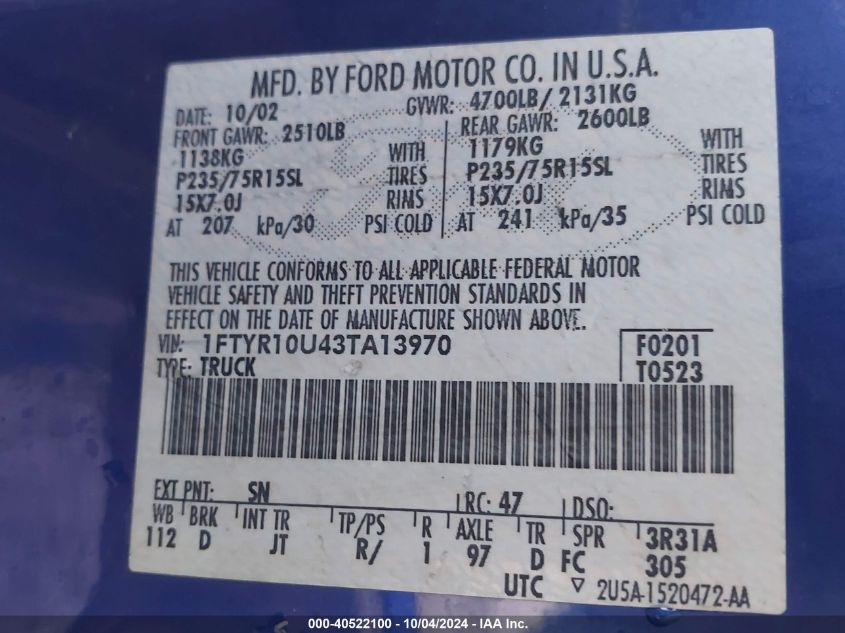 MFD. BY FORD MOTOR CO. IN U.S.A.
DATE: 10/02 GVWR: 4700LB/ 2131KG
FRONT GAWR: 2510LB REAR GAWR: 2600LB
1138KG WITH 1179KG WITH
P235/75R15SL TIRES P235/75R15SL TIRES
15X7.0J RIMS 15X7.0J RIMS
AT 207 kPa/30 PSI COLD AT 241 kPa/35 PSI COLD
THIS VEHICLE CONFORMS TO ALL APPLICABLE FEDERAL MOTOR
VEHICLE SAFETY AND THEFT PREVENTION STANDARDS IN
EFFECT ON THE DATE OF MANUFACTURE SHOWN ABOVE.
VIN: 1FTYR10U43TA13970 F0201
TYPE: TRUCK T0523
EXT PNT: SN RC: 47 DSO:
WB BRK INT TR TP/PS R AXLE TR SPR 3R31A
112 D JT R/ 1 97 D FC 305
UTC ▽ 2U5A-1520472-AA
000-40522100 - 10/04/2024 - IAA Inc.